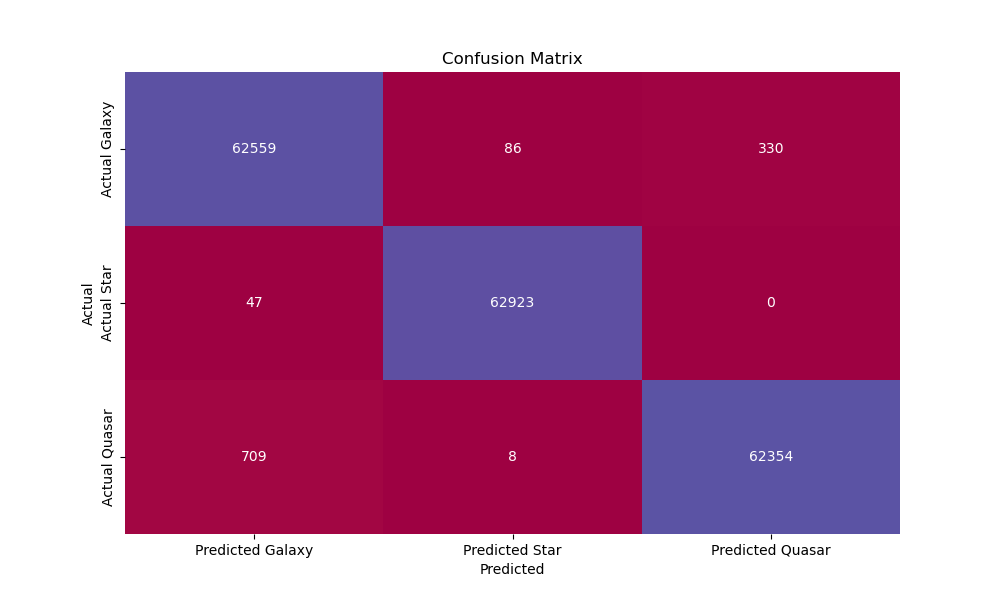 Confusion Matrix
Actual Galaxy
62559 86 330
Actual
Actual Star
47 62923 0
Actual Quasar
709 8 62354
Predicted Galaxy Predicted Star Predicted Quasar
Predicted